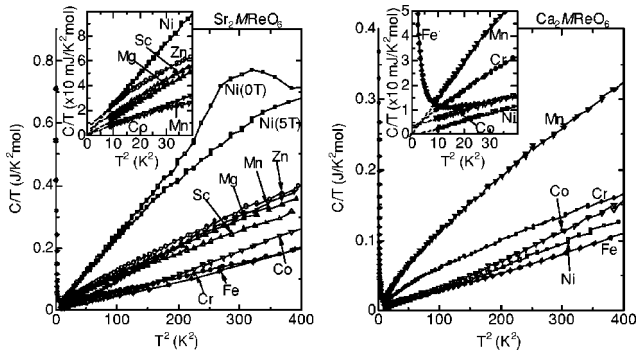 Sr₂MReO₆
Ca₂MReO₆
C/T (J/K²mol)
0.8
0.6
0.4
0.2
0
0 100 200 300 400
T² (K²)
Ni(0T)
Ni(5T)
Zn
Mn
Mg
Sc
Co
Fe
Cr
C/T(x10 mJ/K²mol)
8
6
4
2
0
0 20
T² (K²)
Ni
Sc
Zn
Mg
Co
Mn
C/T (J/K²mol)
0.4
0.3
0.2
0.1
0
0 100 200 300 400
T² (K²)
Mn
Co
Cr
Fe
Ni
C/T (x10 mJ/K²mol)
5
4
3
2
1
0
0 20
T² (K²)
Fe
Mn
Cr
Ni
Co